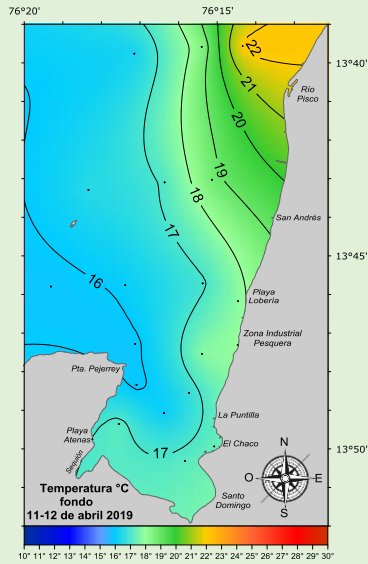 76°20'
76°15'
22
13°40'
21
Río
Pisco
20
19
18
San Andrés
17
13°45'
16
Playa
Lobería
Zona Industrial
Pesquera
Pta. Pejerrey
La Puntilla
Playa
Atenas
El Chaco
N
17
13°50'
Sequión
O
E
Temperatura °C
fondo
11-12 de abril 2019
Santo
Domingo
S
10° 11° 12° 13° 14° 15° 16° 17° 18° 19° 20° 21° 22° 23° 24° 25° 26° 27° 28° 29° 30°